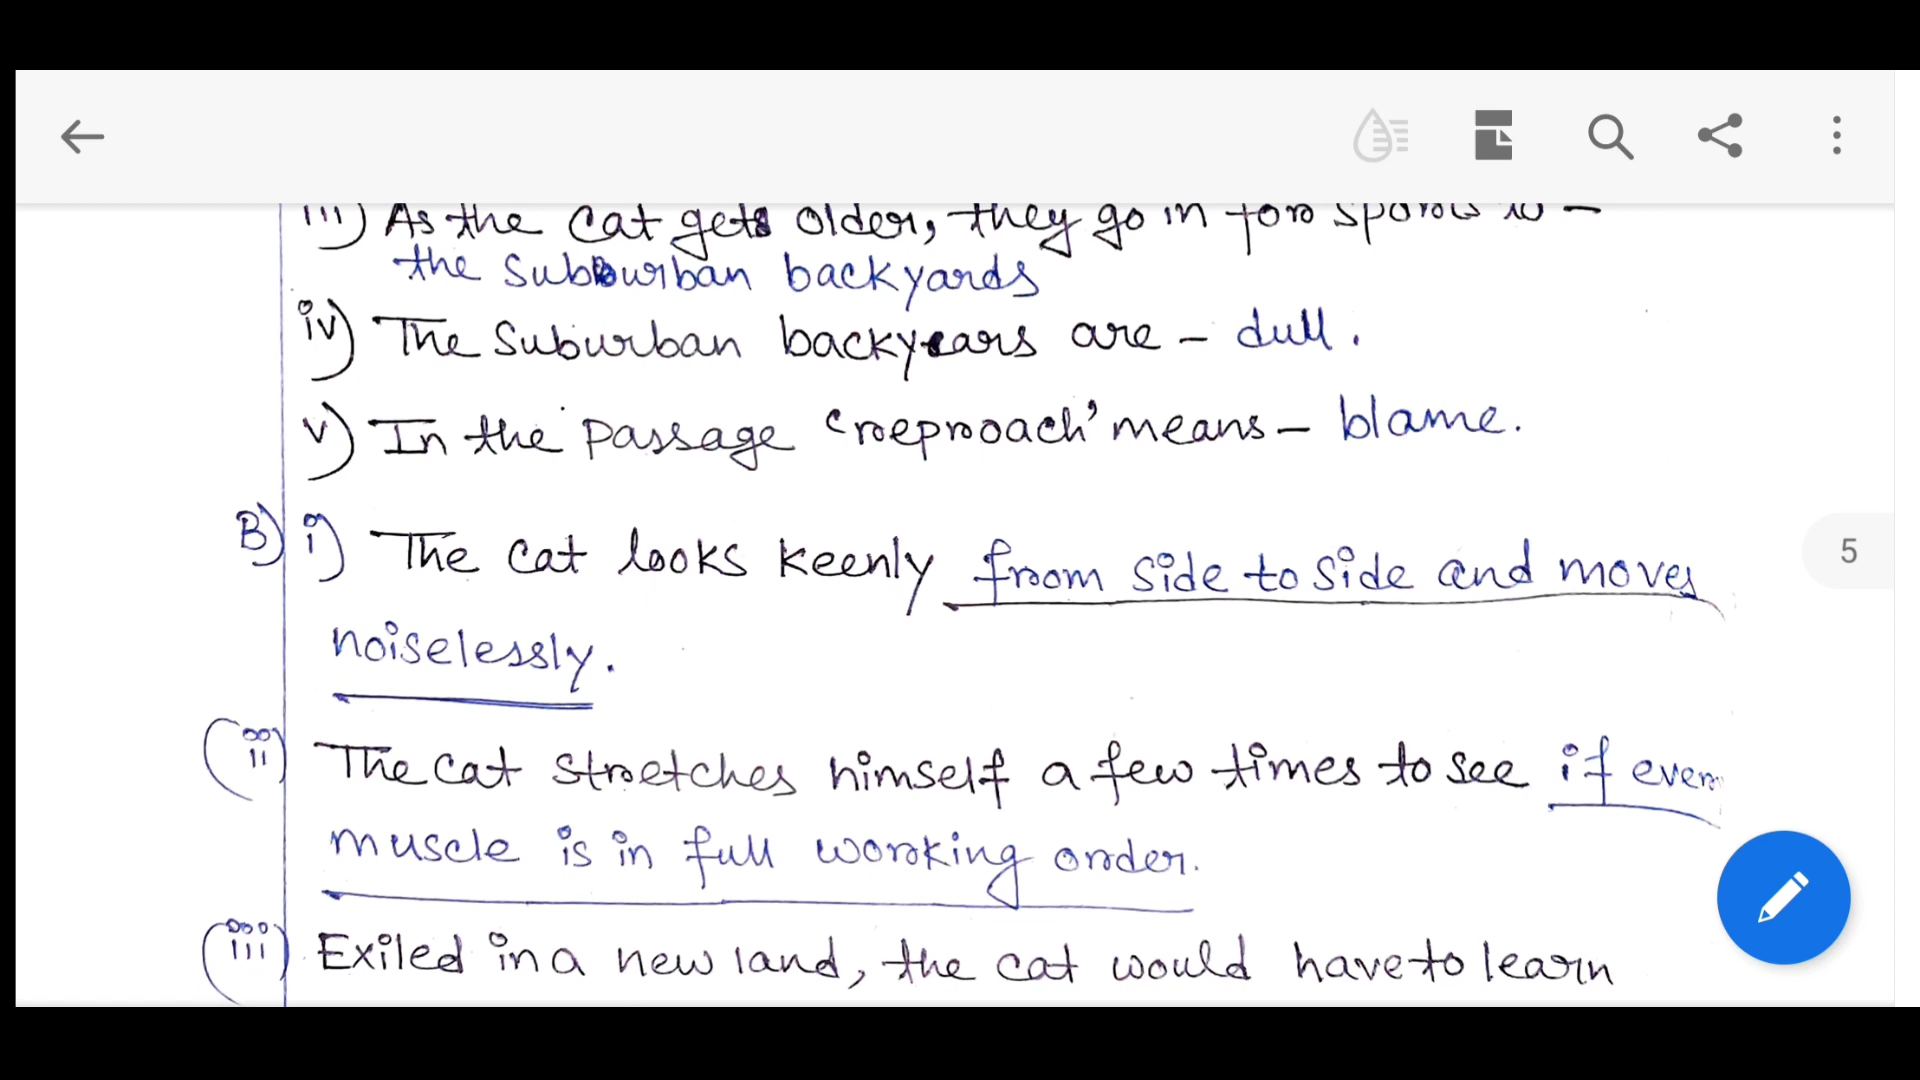 iii) As the cat gets older, they go in for sports in –
the suburban backyards
iv) The Suburban backyears are – dull.
v) In the passage 'reproach' means – blame.
5
B) i) The cat looks keenly from side to side and moves
noiselessly.
(ii) The cat stretches himself a few times to see if every
muscle is in full working order.
(iii) Exiled in a new land, the cat would have to learn